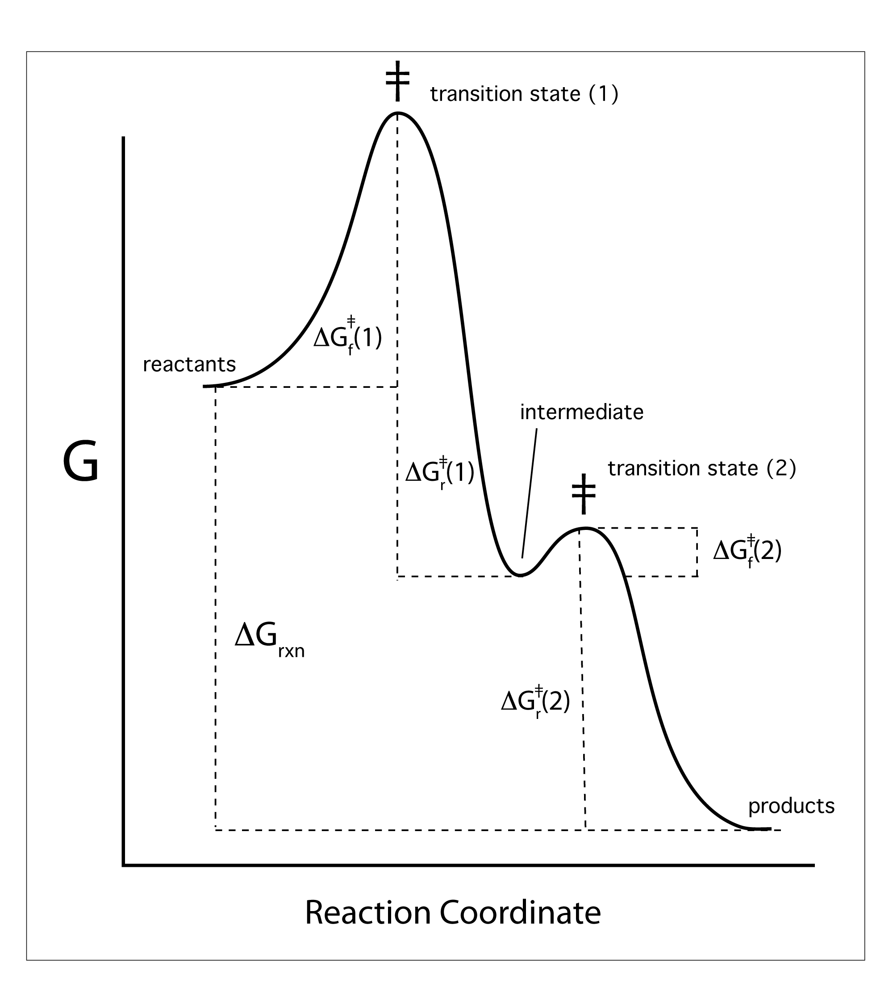 ‡
transition state (1)
ΔG‡f(1)
reactants
intermediate
G
ΔG‡r(1)
transition state (2)
‡
ΔG‡f(2)
ΔGrxn
ΔG‡r(2)
products
Reaction Coordinate